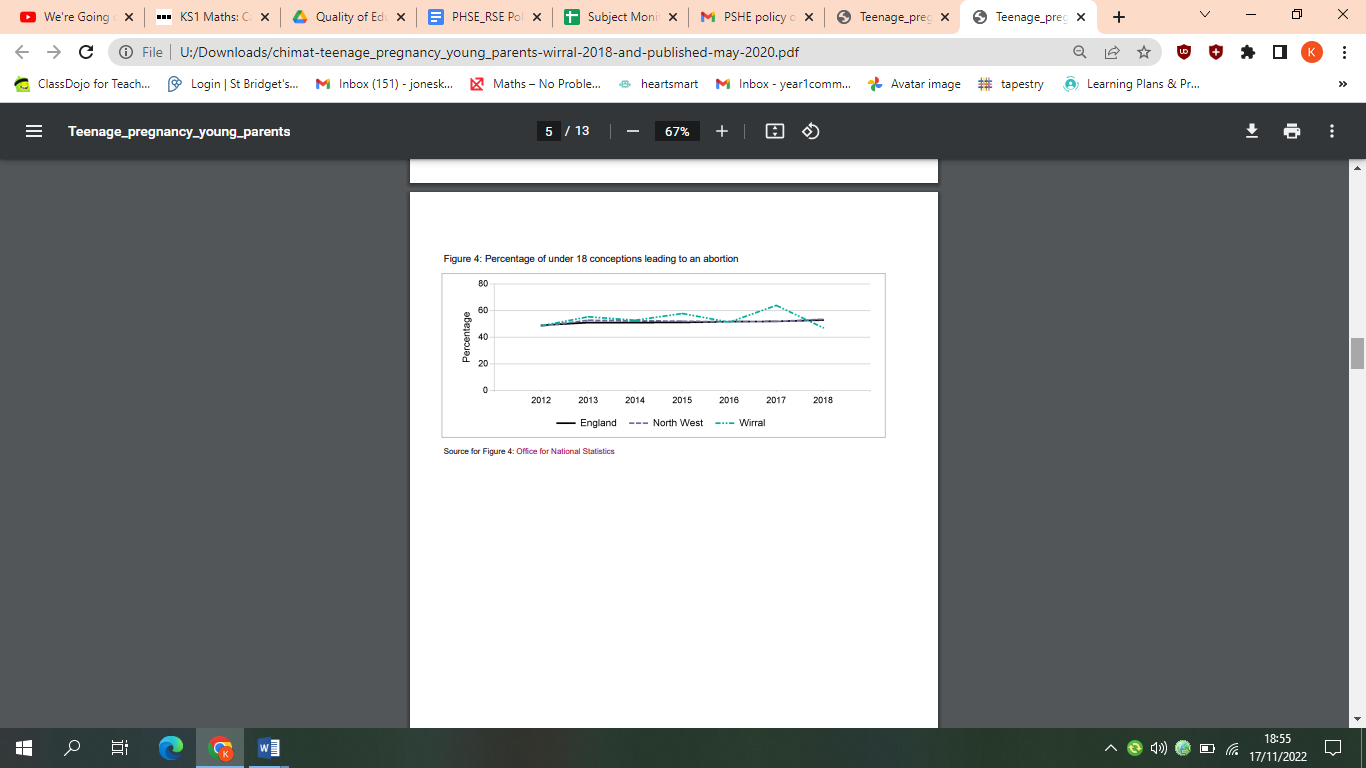 We're Going
KS1 Maths: C
Quality of Edu
PHSE_RSE Pol
Subject Moni
PSHE policy o
Teenage_preg
Teenage_preg
File | U:/Downloads/chimat-teenage_pregnancy_young_parents-wirral-2018-and-published-may-2020.pdf
K
ClassDojo for Teach...
Login | St Bridget's...
Inbox (151) - jonesk...
Maths – No Proble...
heartsmart
Inbox - year1comm...
Avatar image
tapestry
Learning Plans & Pr...
»
Teenage_pregnancy_young_parents
5 / 13
67%
Figure 4: Percentage of under 18 conceptions leading to an abortion
Percentage
80
60
40
20
0
2012 2013 2014 2015 2016 2017 2018
England North West Wirral
Source for Figure 4: Office for National Statistics
18:55
17/11/2022